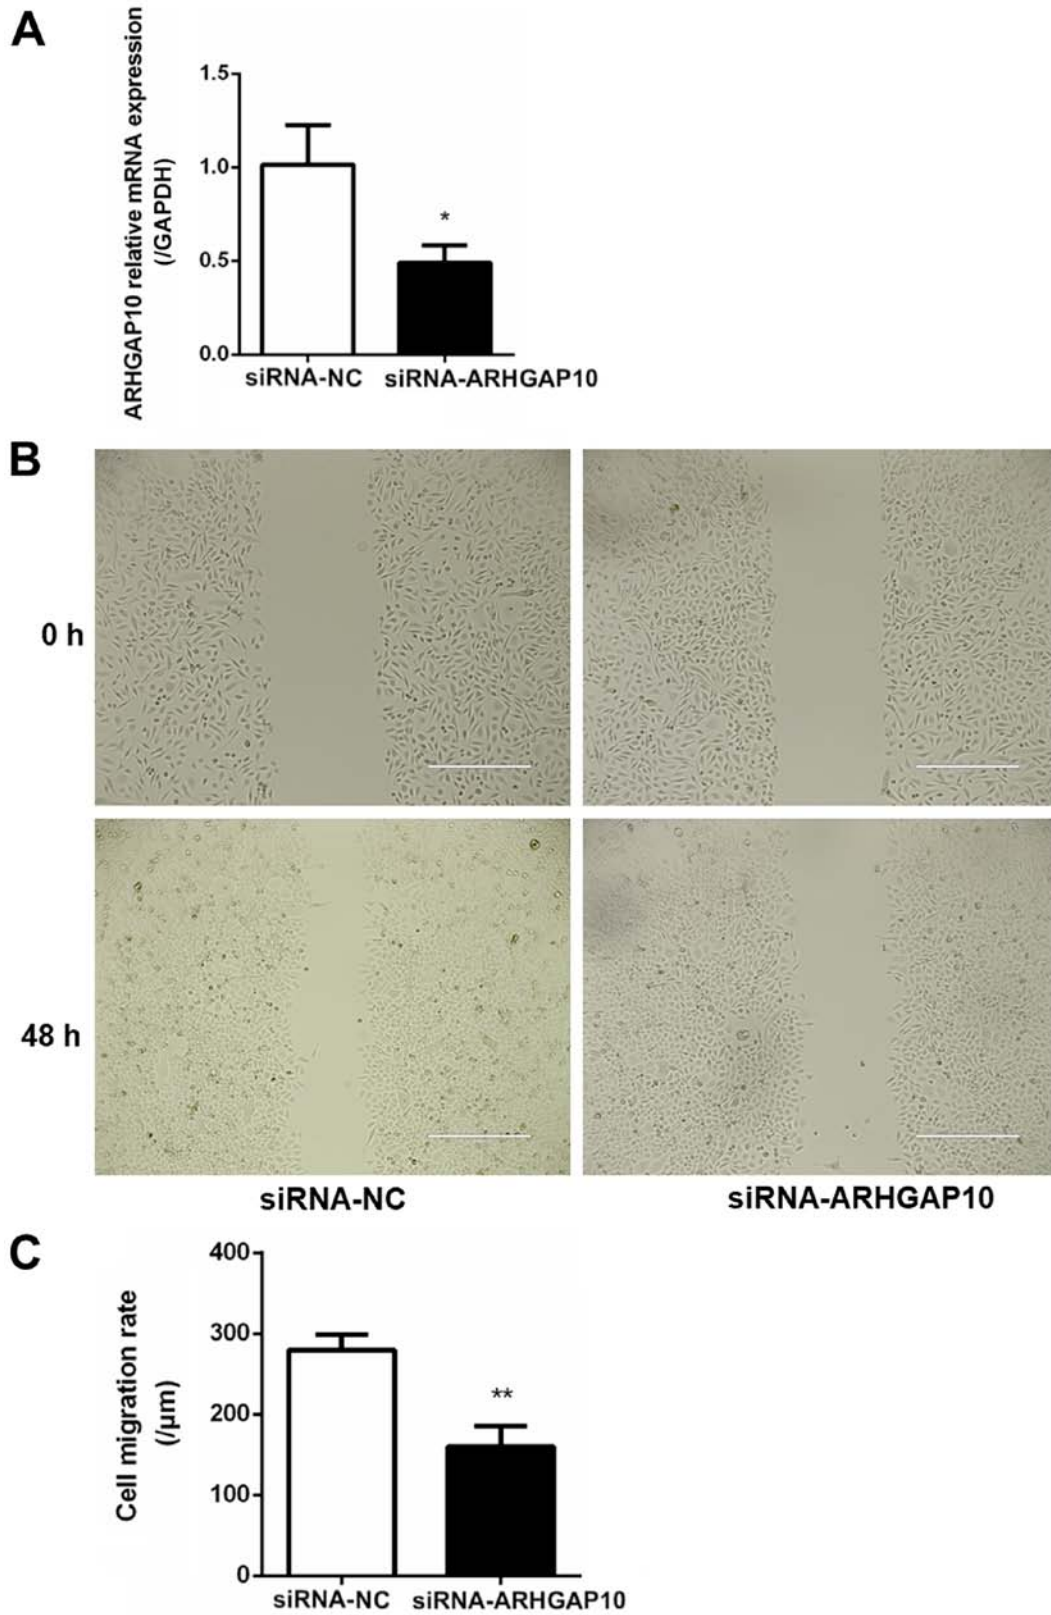 A
ARHGAP10 relative mRNA expression
(/GAPDH)
1.5
1.0
0.5
0.0
*
siRNA-NC
siRNA-ARHGAP10
B
0 h
48 h
siRNA-NC
siRNA-ARHGAP10
C
Cell migration rate
(/μm)
400
300
200
100
0
**
siRNA-NC
siRNA-ARHGAP10